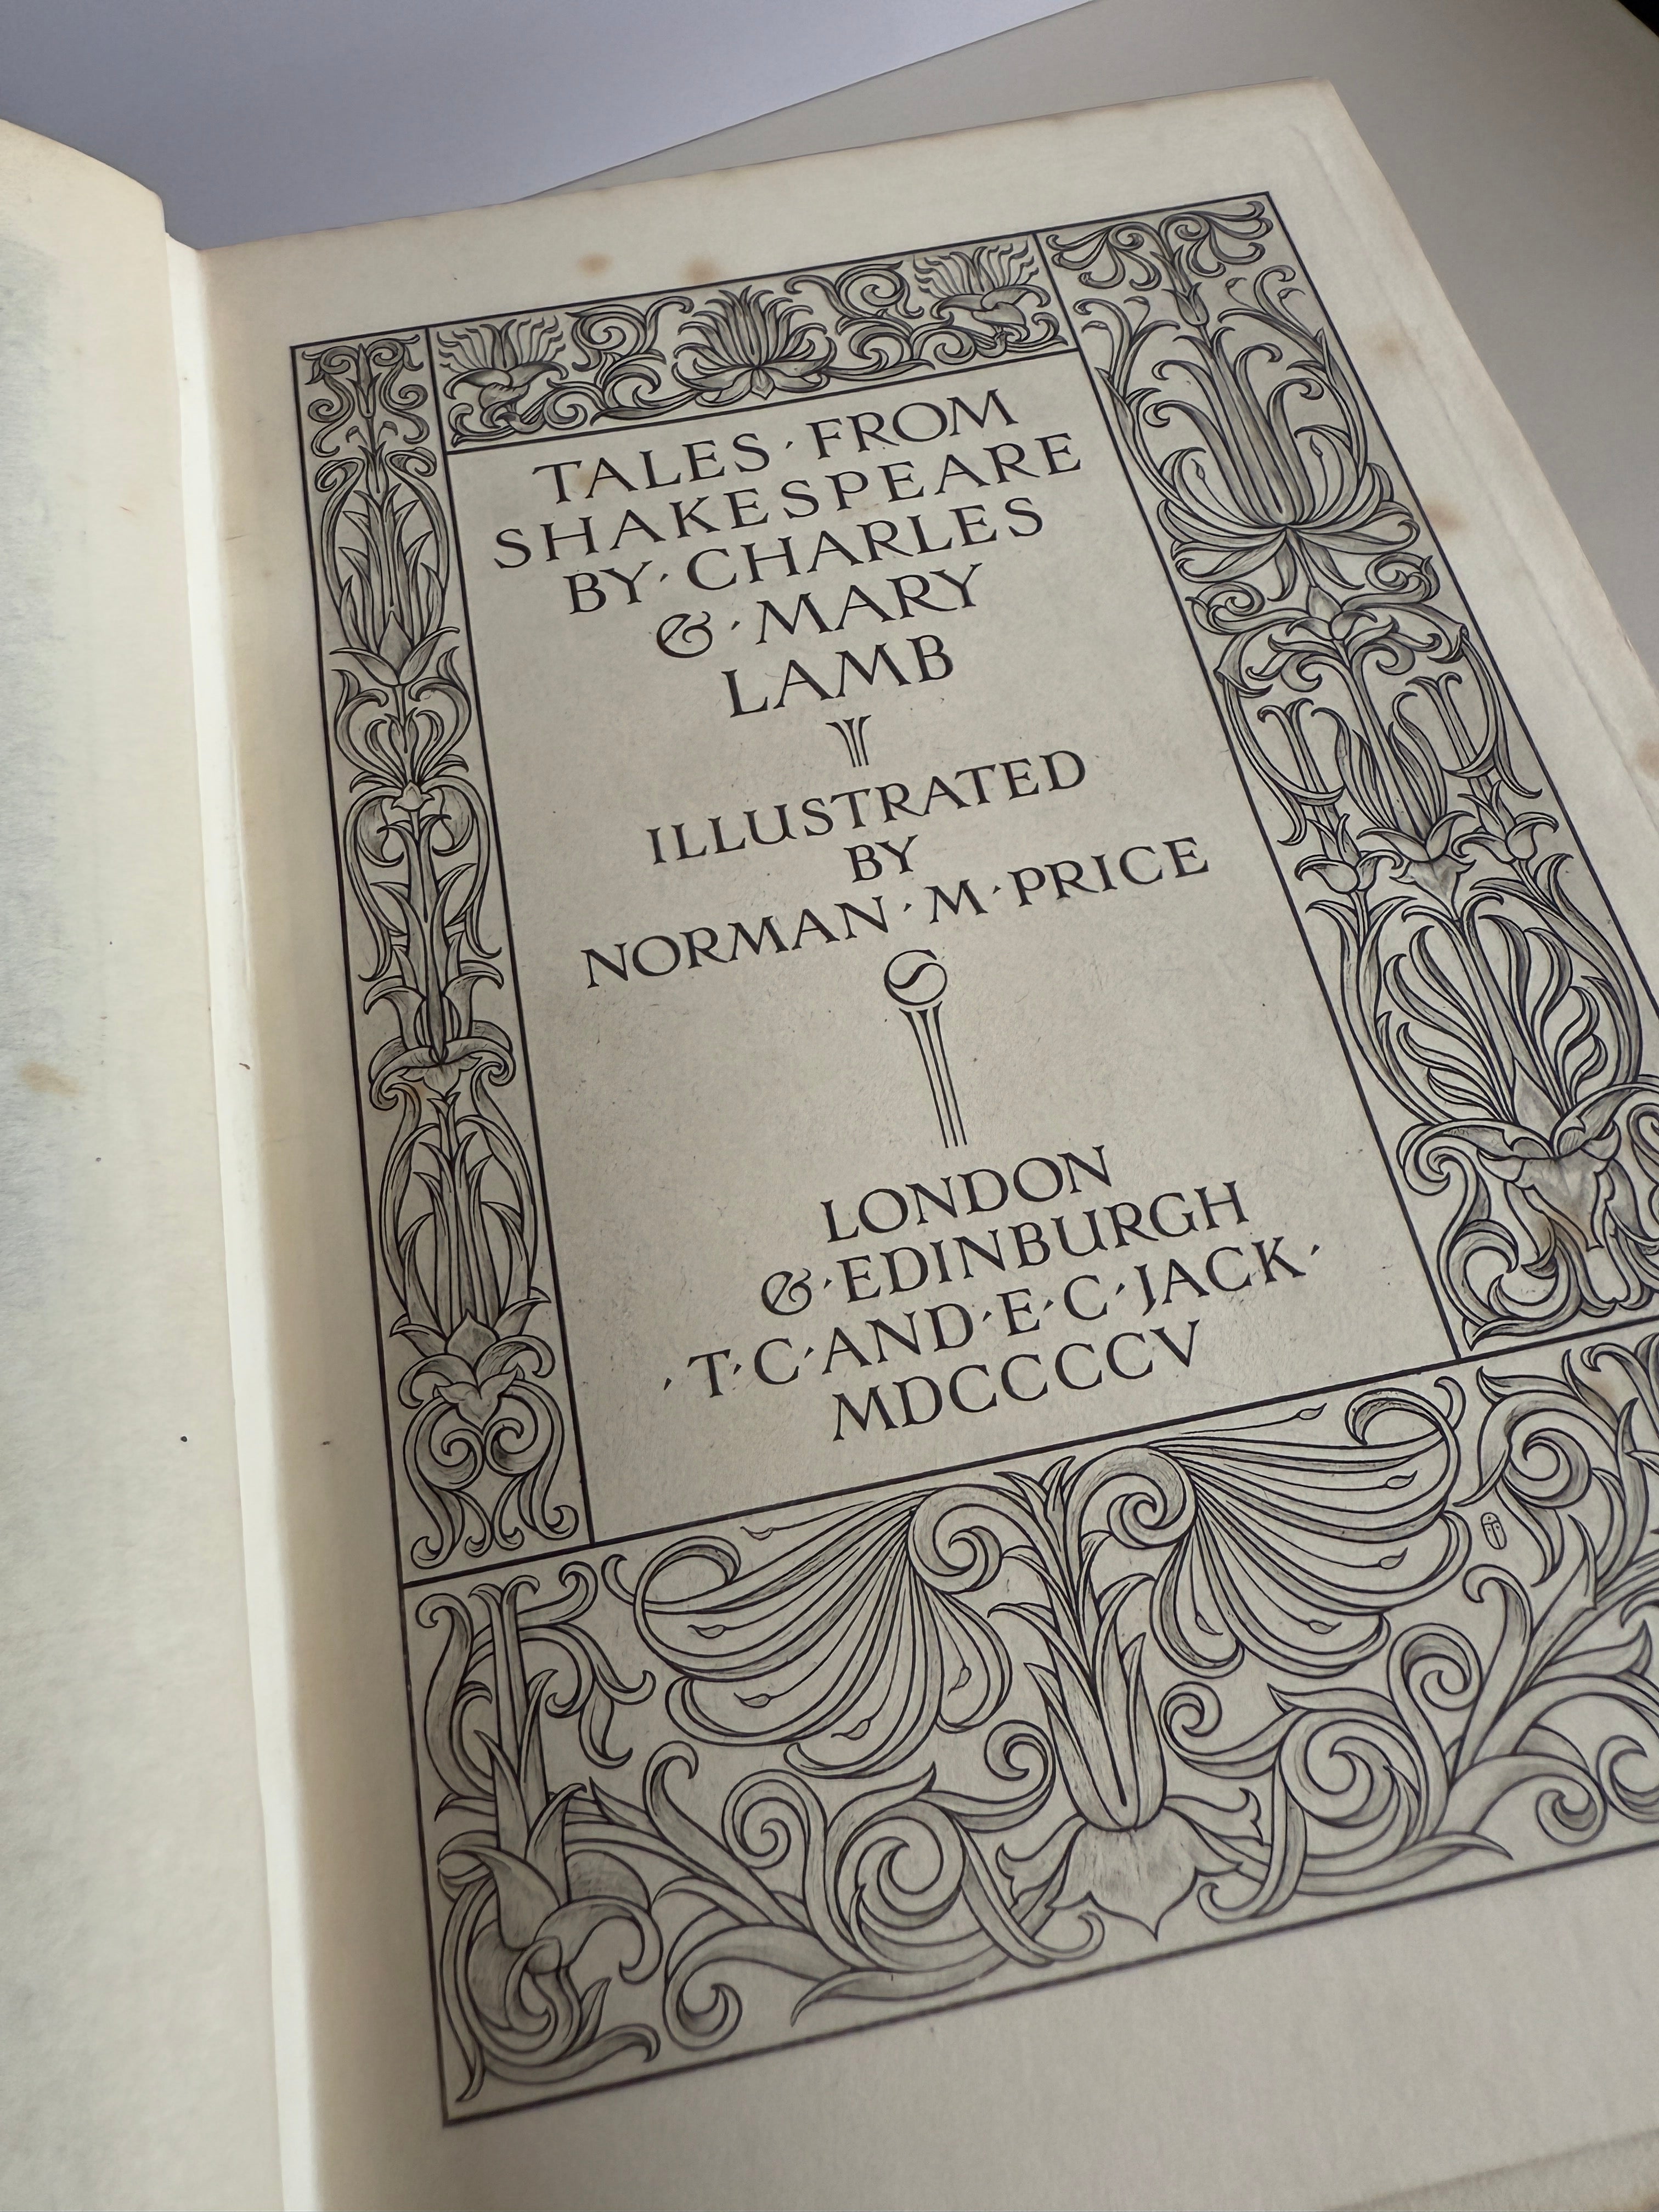 TALES · FROM
SHAKESPEARE
BY · CHARLES
& · MARY
LAMB
ILLUSTRATED
BY
NORMAN · M · PRICE
LONDON
& · EDINBURGH
· T · C · AND · E · C · JACK ·
MDCCCCV